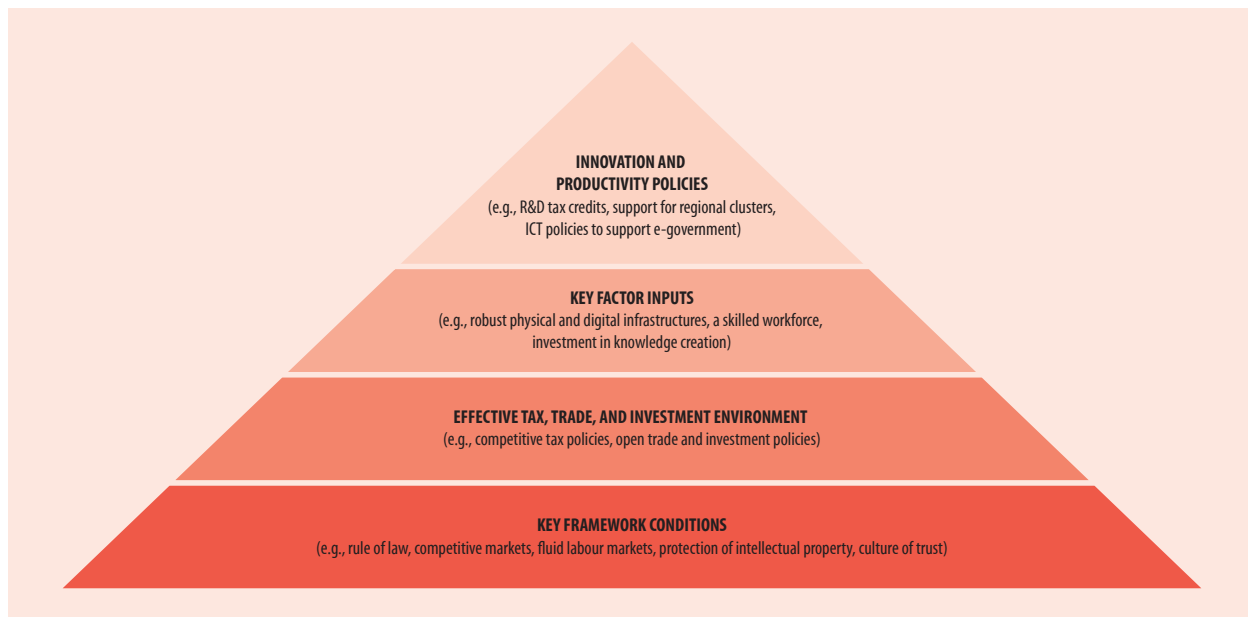 INNOVATION AND
PRODUCTIVITY POLICIES
(e.g., R&D tax credits, support for regional clusters,
ICT policies to support e-government)
KEY FACTOR INPUTS
(e.g., robust physical and digital infrastructures, a skilled workforce,
investment in knowledge creation)
EFFECTIVE TAX, TRADE, AND INVESTMENT ENVIRONMENT
(e.g., competitive tax policies, open trade and investment policies)
KEY FRAMEWORK CONDITIONS
(e.g., rule of law, competitive markets, fluid labour markets, protection of intellectual property, culture of trust)